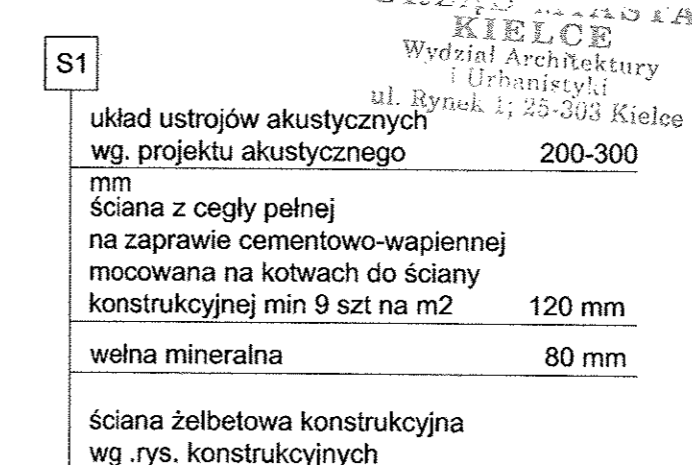 URZĄD MIASTA
KIELCE
Wydział Architektury
i Urbanistyki
ul. Rynek 1; 25-303 Kielce
S1
układ ustrojów akustycznych
wg. projektu akustycznego 200-300
mm
ściana z cegły pełnej
na zaprawie cementowo-wapiennej
mocowana na kotwach do ściany
konstrukcyjnej min 9 szt na m2 120 mm
wełna mineralna 80 mm
ściana żelbetowa konstrukcyjna
wg .rys. konstrukcyjnych